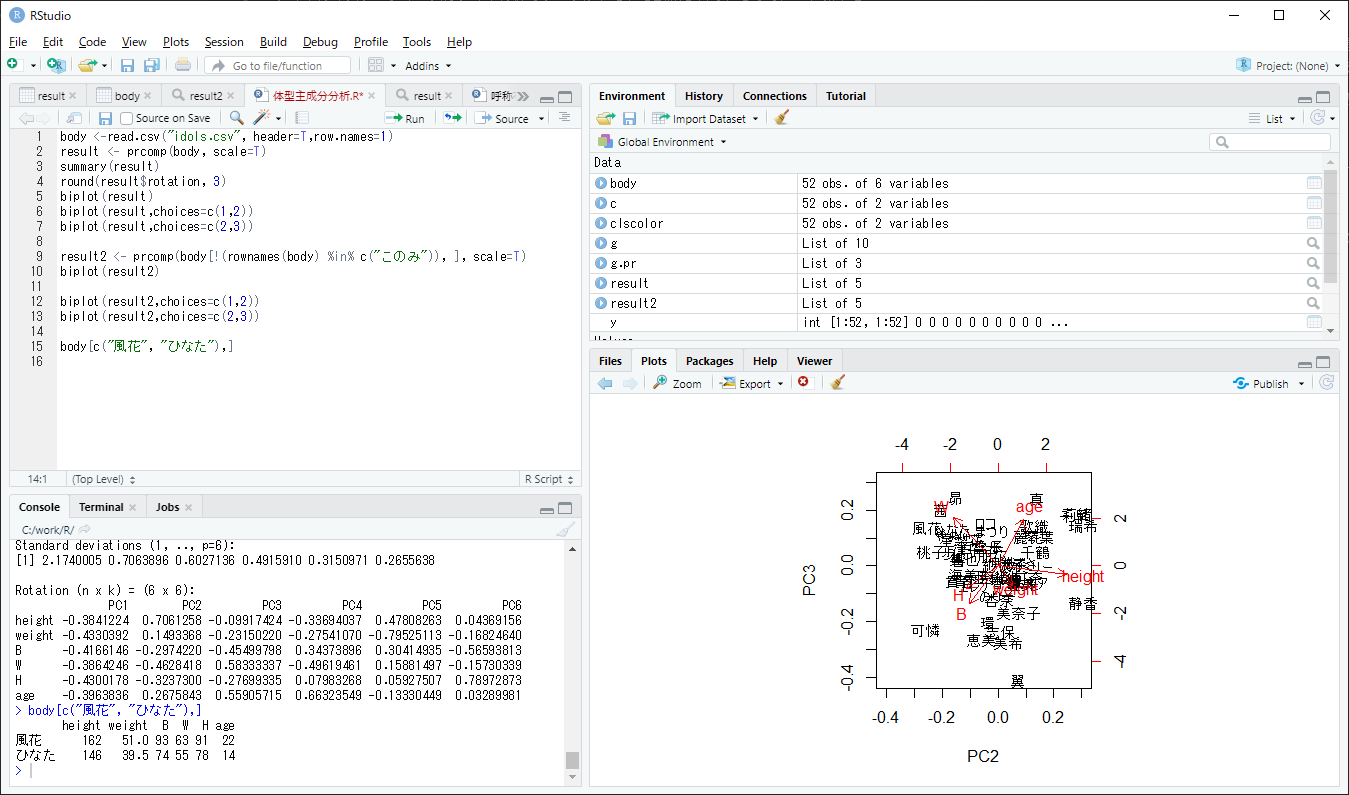 RStudio
File Edit Code View Plots Session Build Debug Profile Tools Help
Go to file/function Addins Project: (None)
result body result2 体型主成分分析.R* result 呼称
Source on Save Run Source
1 body <-read.csv("idols.csv", header=T,row.names=1)
2 result <- prcomp(body, scale=T)
3 summary(result)
4 round(result$rotation, 3)
5 biplot(result)
6 biplot(result,choices=c(1,2))
7 biplot(result,choices=c(2,3))
8
9 result2 <- prcomp(body[!(rownames(body) %in% c("このみ")), ], scale=T)
10 biplot(result2)
11
12 biplot(result2,choices=c(1,2))
13 biplot(result2,choices=c(2,3))
14
15 body[c("風花", "ひなた"),]
16
14:1 (Top Level) R Script
Console Terminal Jobs
C:/work/R/
Standard deviations (1, .., p=6):
[1] 2.1740005 0.7063896 0.6027136 0.4915910 0.3150971 0.2655638
Rotation (n x k) = (6 x 6):
PC1 PC2 PC3 PC4 PC5 PC6
height -0.3841224 0.7061258 -0.09917424 -0.33694037 0.47808263 0.04369156
weight -0.4330392 0.1493368 -0.23150220 -0.27541070 -0.79525113 -0.16824640
B -0.4166146 -0.2974220 -0.45499798 0.34373896 0.30414935 -0.56593813
W -0.3864246 -0.4628418 0.58333337 -0.49619461 0.15881497 -0.15730339
H -0.4300178 -0.3237300 -0.27699335 0.07983268 0.05927507 0.78972873
age -0.3963836 0.2675843 0.55905715 0.66323549 -0.13330449 0.03289981
> body[c("風花", "ひなた"),]
height weight B W H age
風花 162 51.0 93 63 91 22
ひなた 146 39.5 74 55 78 14
>
Environment History Connections Tutorial
Import Dataset List
Global Environment
Data
body 52 obs. of 6 variables
c 52 obs. of 2 variables
clscolor 52 obs. of 2 variables
g List of 10
g.pr List of 3
result List of 5
result2 List of 5
y int [1:52, 1:52] 0 0 0 0 0 0 0 0 0 0 ...
Values
Files Plots Packages Help Viewer
Zoom Export Publish
-4 -2 0 2
昴 真
W age
茜 莉緒
ロコ 歌織 瑞希
風花 ひなた まつり
桃子 千鶴
height
weight
H
静香
B 杏奈
美奈子
環
可憐 志保
恵美 美希
翼
0.2 0.0 -0.2 -0.4
2 0 -2 -4
PC3
-0.4 -0.2 0.0 0.2
PC2